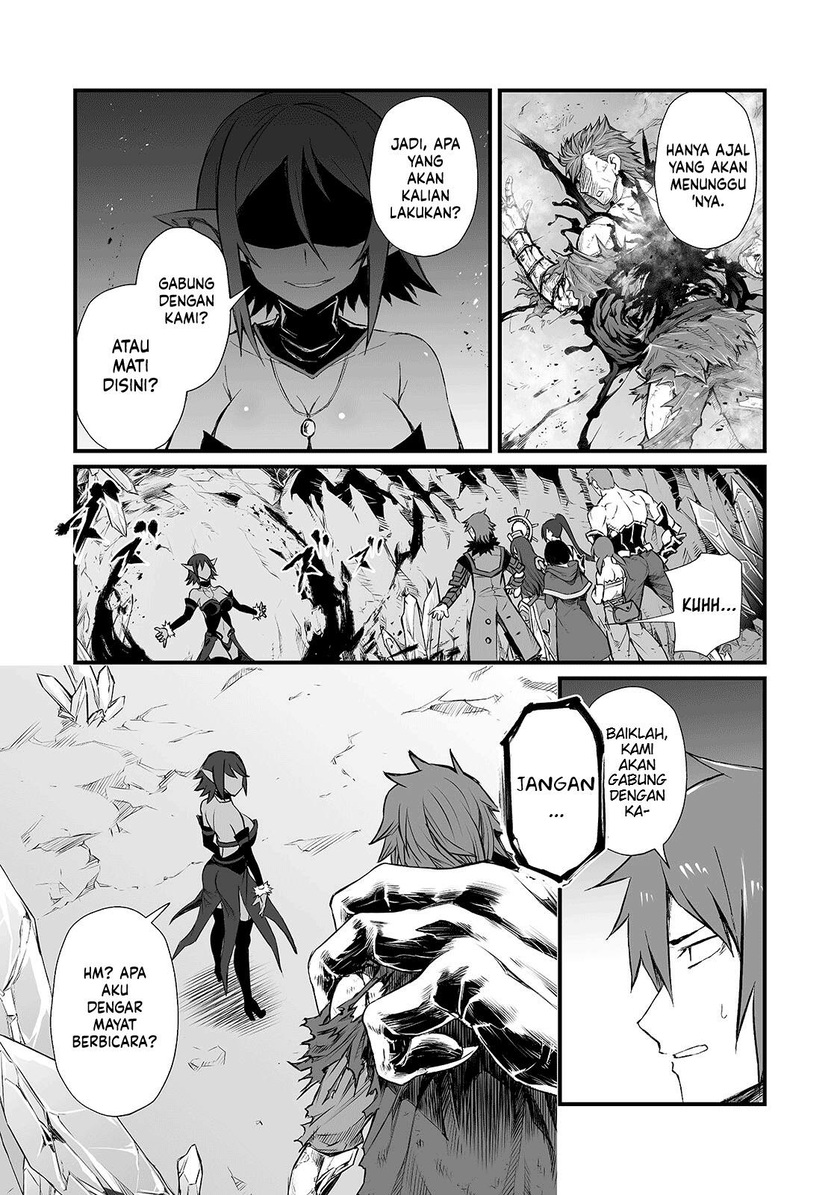 HANYA AJAL
YANG AKAN
MENUNGGU
'NYA.
JADI, APA
YANG
AKAN
KALIAN
LAKUKAN?
GABUNG
DENGAN
KAMI?
ATAU
MATI
DISINI?
KUHH...
BAIKLAH,
KAMI
AKAN
GABUNG
DENGAN
KA-
JANGAN
...
HM? APA
AKU
DENGAR
MAYAT
BERBICARA?